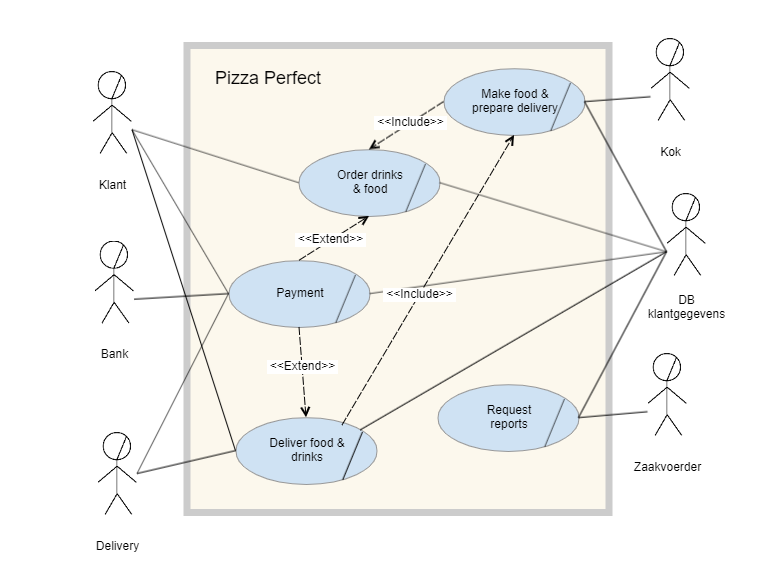 Pizza Perfect
Make food &
prepare delivery
<<Include>>
Klant
Kok
Order drinks
& food
<<Extend>>
Payment
<<Include>>
DB
klantgegevens
Bank
<<Extend>>
Request
reports
Deliver food &
drinks
Zaakvoerder
Delivery